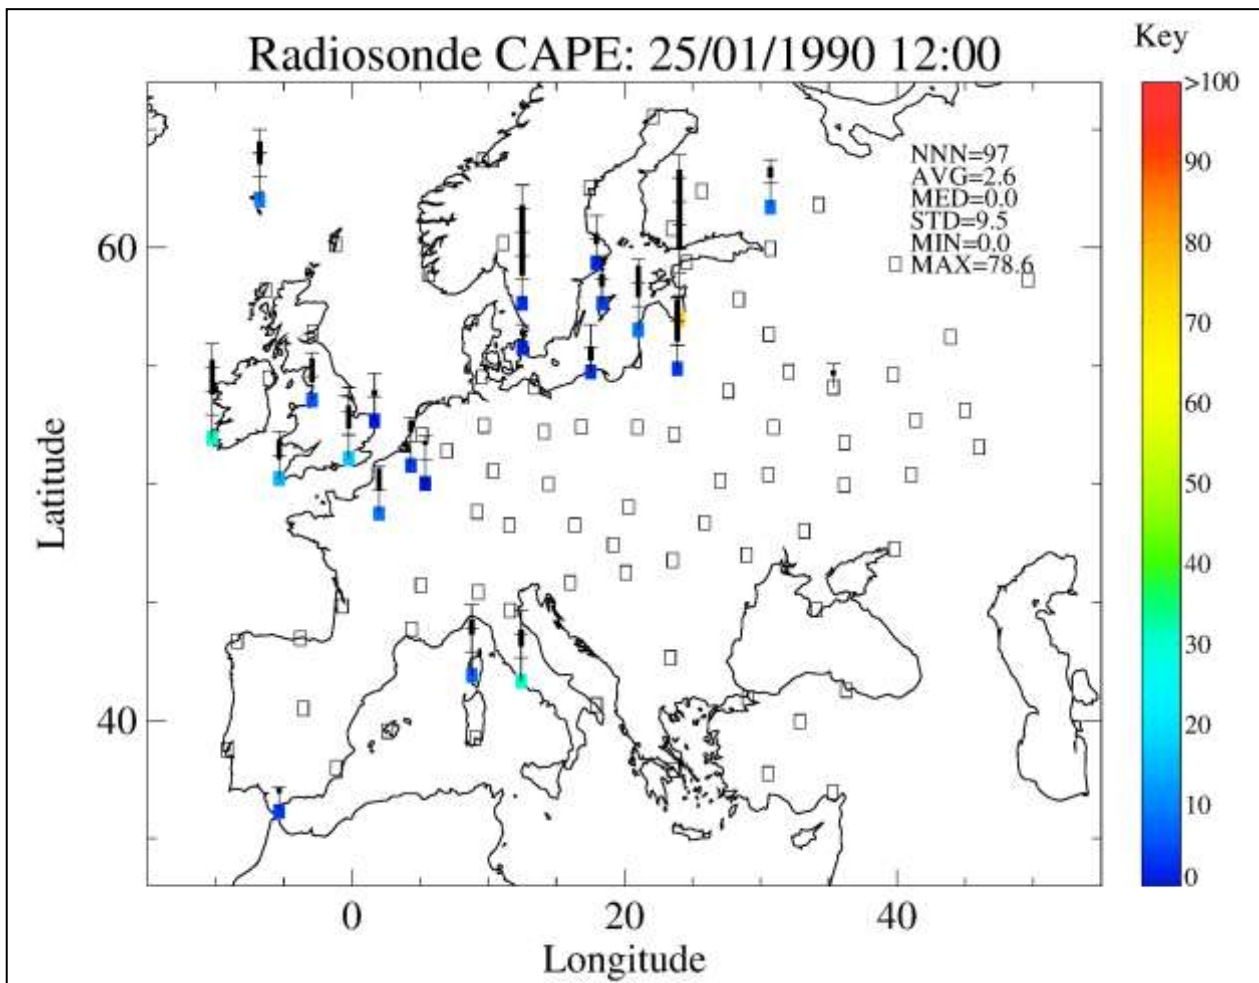 Radiosonde CAPE: 25/01/1990 12:00
Key
>100
90
80
70
60
50
40
30
20
10
0
NNN=97
AVG=2.6
MED=0.0
STD=9.5
MIN=0.0
MAX=78.6
60
40
Latitude
0
20
40
Longitude